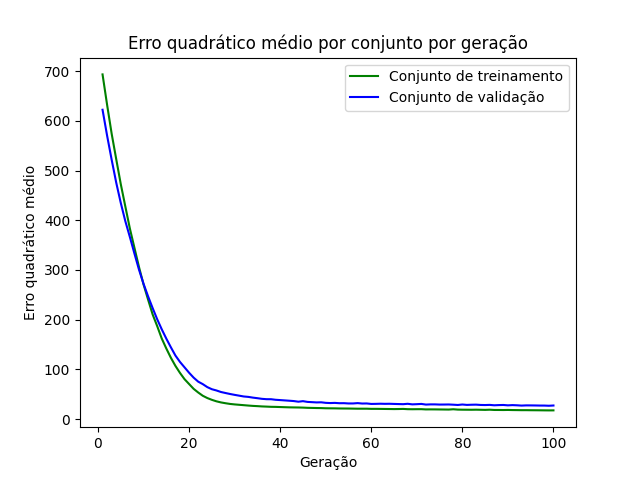 Erro quadrático médio por conjunto por geração
Conjunto de treinamento
Conjunto de validação
Erro quadrático médio
700
600
500
400
300
200
100
0
0 20 40 60 80 100
Geração